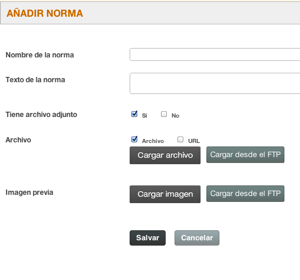 AÑADIR NORMA
Nombre de la norma
Texto de la norma
Tiene archivo adjunto Si No
Archivo Archivo URL
Cargar archivo Cargar desde el FTP
Imagen previa Cargar imagen Cargar desde el FTP
Salvar Cancelar